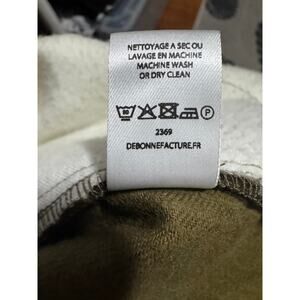 NETTOYAGE A SEC OU
LAVAGE EN MACHINE
MACHINE WASH
OR DRY CLEAN
P
2369
DEBONNEFACTURE.FR